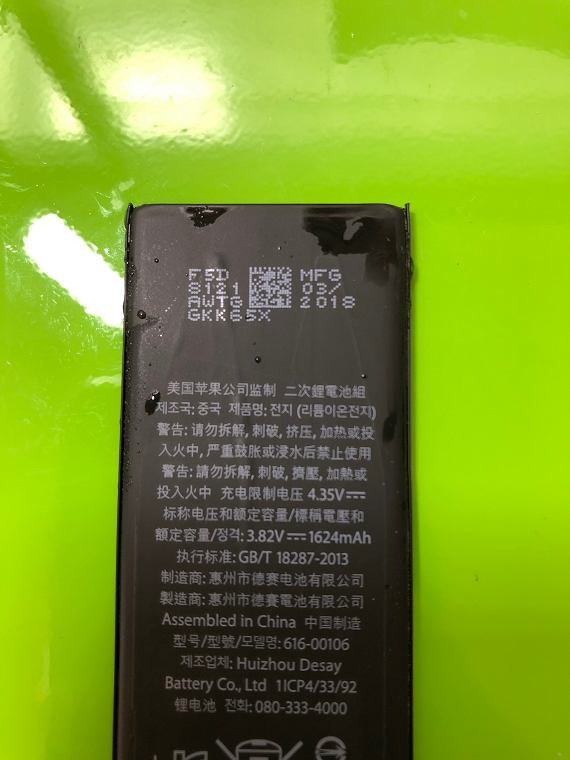 F5D MFG
8121 03/
AWTG 2018
GKK65X
美国苹果公司监制 二次鋰電池組
제조국: 중국 제품명: 전지 (리튬이온전지)
警告: 请勿拆解, 刺破, 挤压, 加热或投
入火中, 严重鼓胀或浸水后禁止使用
警告: 請勿拆解, 刺破, 擠壓, 加熱或
投入火中 充电限制电压 4.35V⎓
标称电压和额定容量/標稱電壓和
額定容量/정격: 3.82V⎓1624mAh
执行标准: GB/T 18287-2013
制造商: 惠州市德赛电池有限公司
製造商: 惠州市德賽電池有限公司
Assembled in China 中国制造
型号/型號/모델명: 616-00106
제조업체: Huizhou Desay
Battery Co., Ltd 1ICP4/33/92
锂电池 전화: 080-333-4000